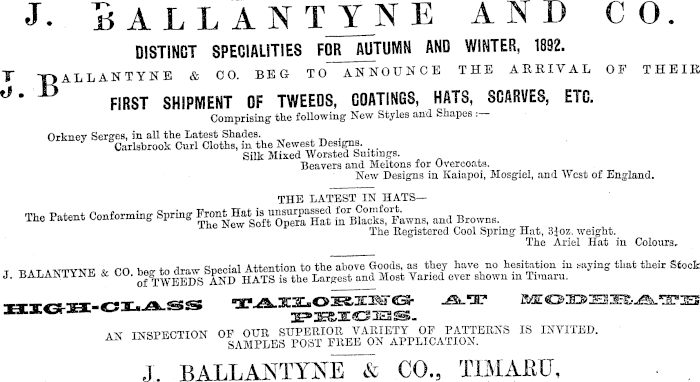 J. BALLANTYNE AND CO.
DISTINCT SPECIALITIES FOR AUTUMN AND WINTER, 1892.
J. BALLANTYNE & CO. BEG TO ANNOUNCE THE ARRIVAL OF THEIR
FIRST SHIPMENT OF TWEEDS, COATINGS, HATS, SCARVES, ETC.
Comprising the following New Styles and Shapes :—
Orkney Serges, in all the Latest Shades.
Carlsbrook Curl Cloths, in the Newest Designs.
Silk Mixed Worsted Suitings.
Beavers and Meltons for Overcoats.
New Designs in Kaiapoi, Mosgiel, and West of England.
THE LATEST IN HATS—
The Patent Conforming Spring Front Hat is unsurpassed for Comfort.
The New Soft Opera Hat in Blacks, Fawns, and Browns.
The Registered Cool Spring Hat, 3½oz. weight.
The Ariel Hat in Colours.
J. BALANTYNE & CO. beg to draw Special Attention to the above Goods, as they have no hesitation in saying that their Stock
of TWEEDS AND HATS is the Largest and Most Varied ever shown in Timaru.
HIGH-CLASS TAILORING AT MODERATE
PRICES.
AN INSPECTION OF OUR SUPERIOR VARIETY OF PATTERNS IS INVITED.
SAMPLES POST FREE ON APPLICATION.
J. BALLANTYNE & CO., TIMARU,